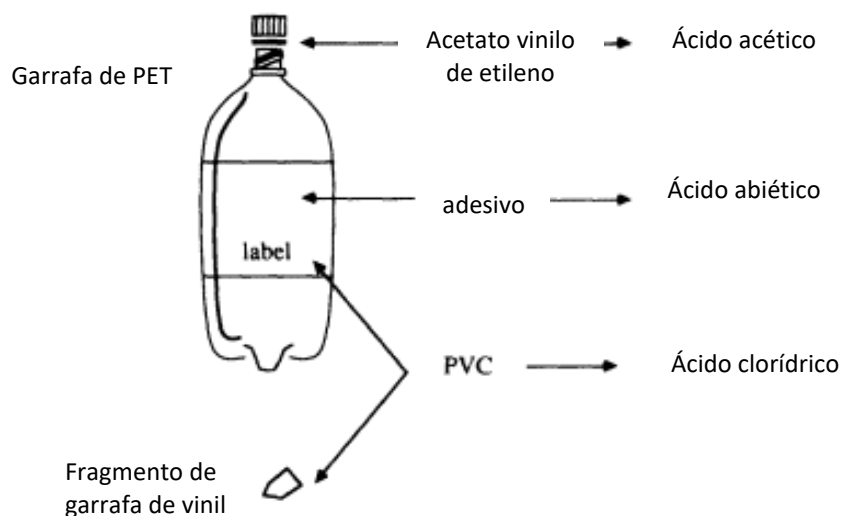 Garrafa de PET
Acetato vinilo
de etileno
Ácido acético
adesivo
Ácido abiético
label
PVC
Ácido clorídrico
Fragmento de
garrafa de vinil